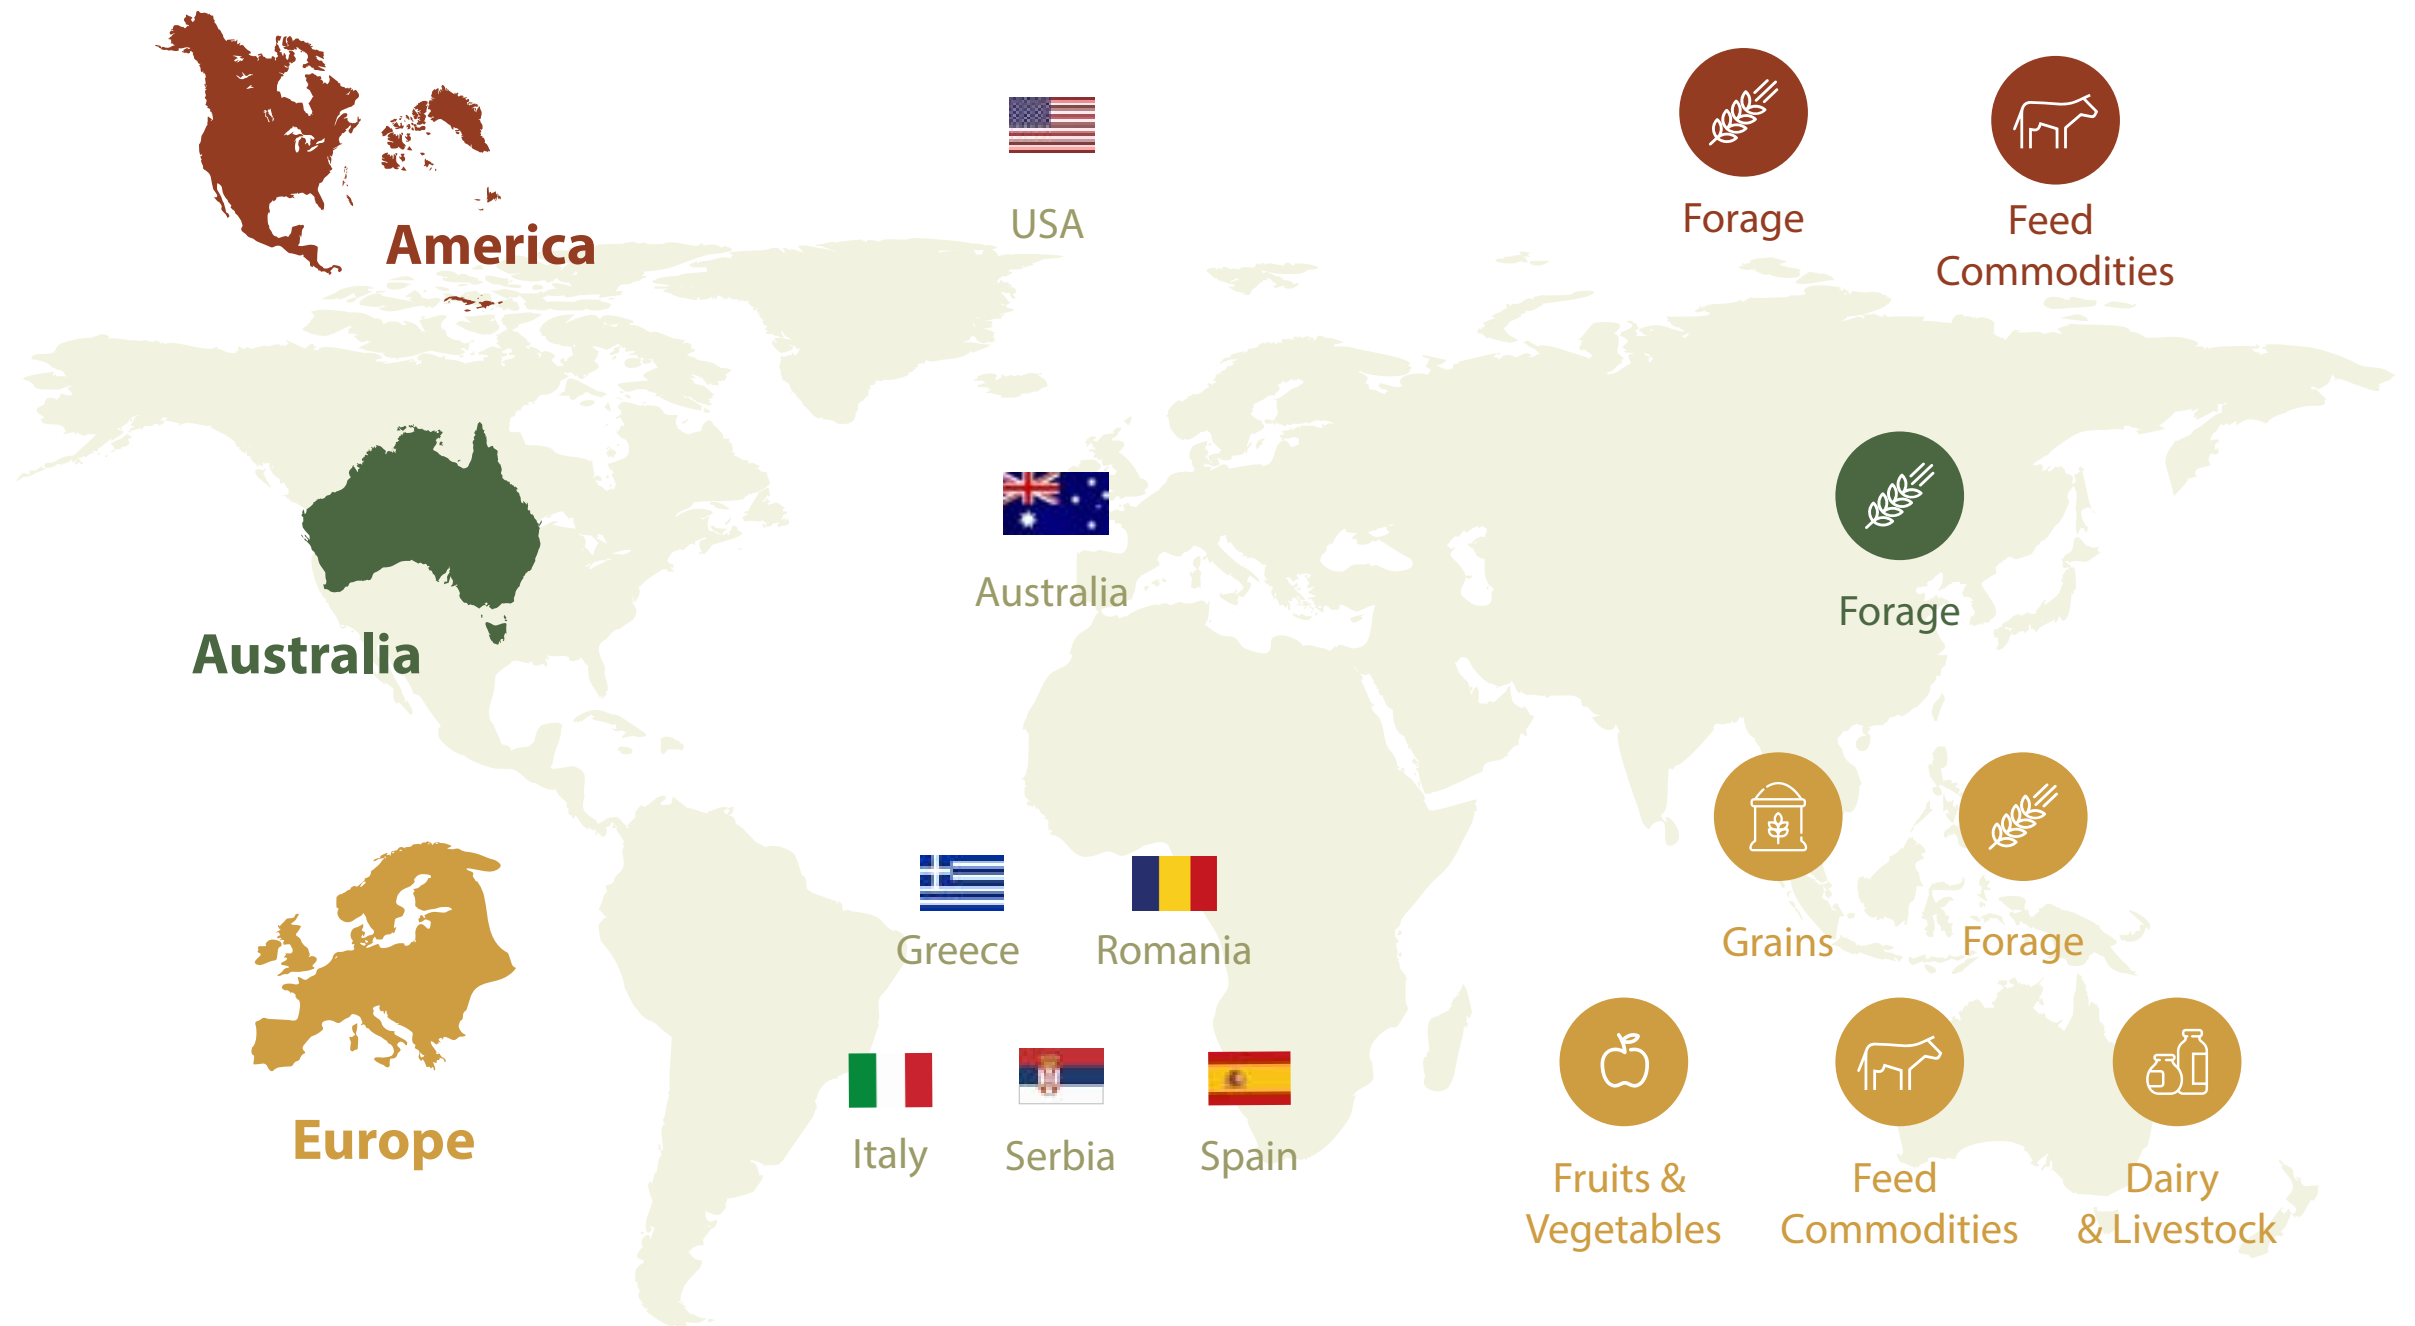 America
USA
Forage
Feed
Commodities
Australia
Australia
Forage
Europe
Greece
Romania
Italy
Serbia
Spain
Grains
Forage
Fruits &
Vegetables
Feed
Commodities
Dairy
& Livestock